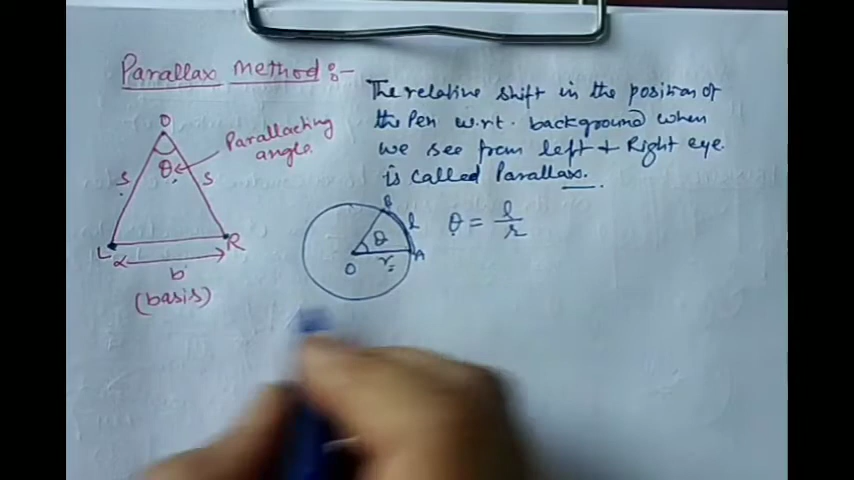 Parallax method :-
The relative shift in the position of
the Pen w.r.t. background when
we see from left & Right eye.
is called Parallax.
O
Parallacting
angle.
θ
S S
L R
b
(basis)
B
l
θ
O r A
θ = l/r